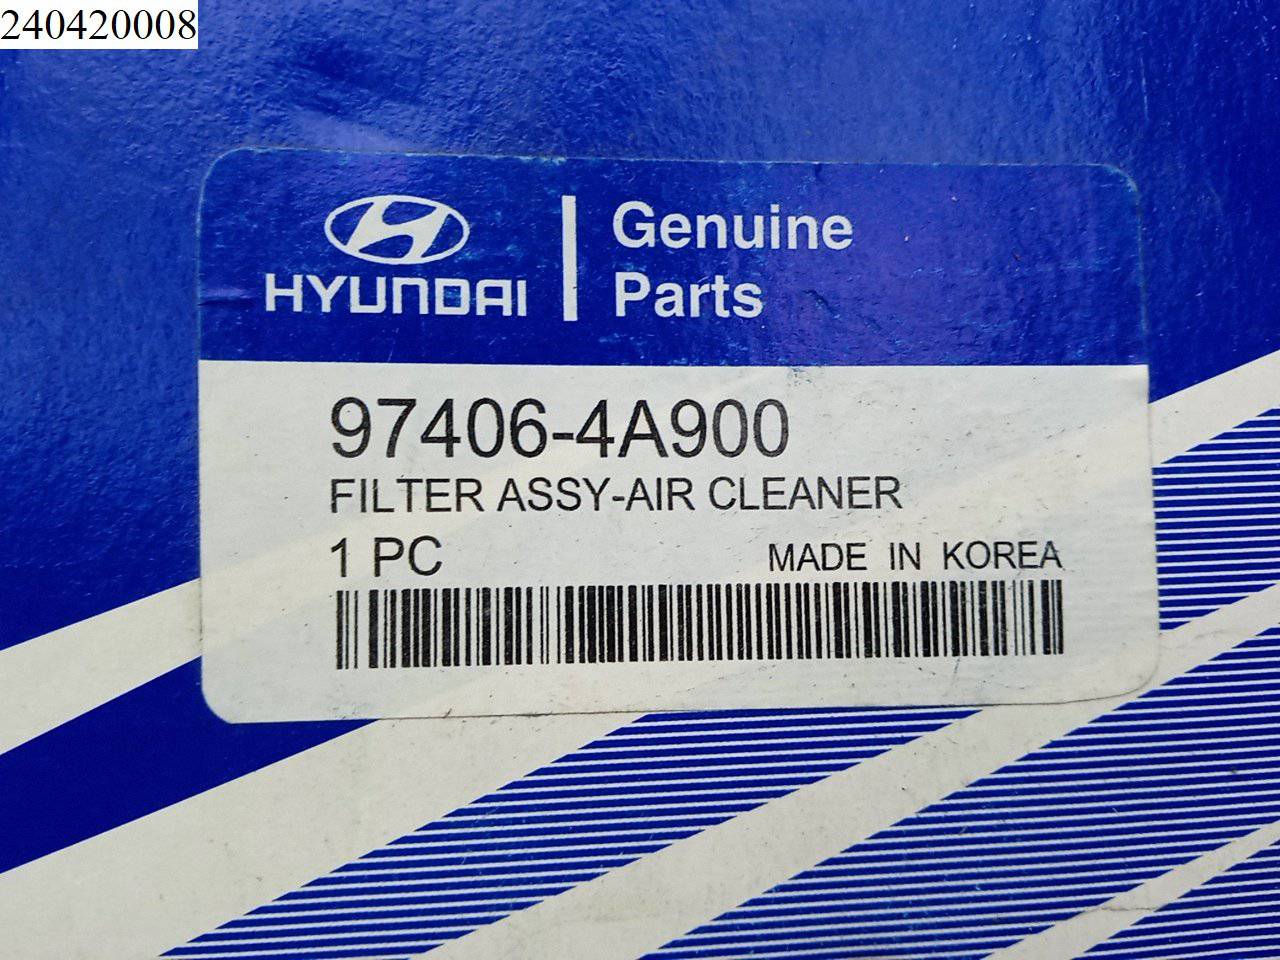 240420008
HYUNDAI
Genuine
Parts
97406-4A900
FILTER ASSY-AIR CLEANER
1 PC
MADE IN KOREA